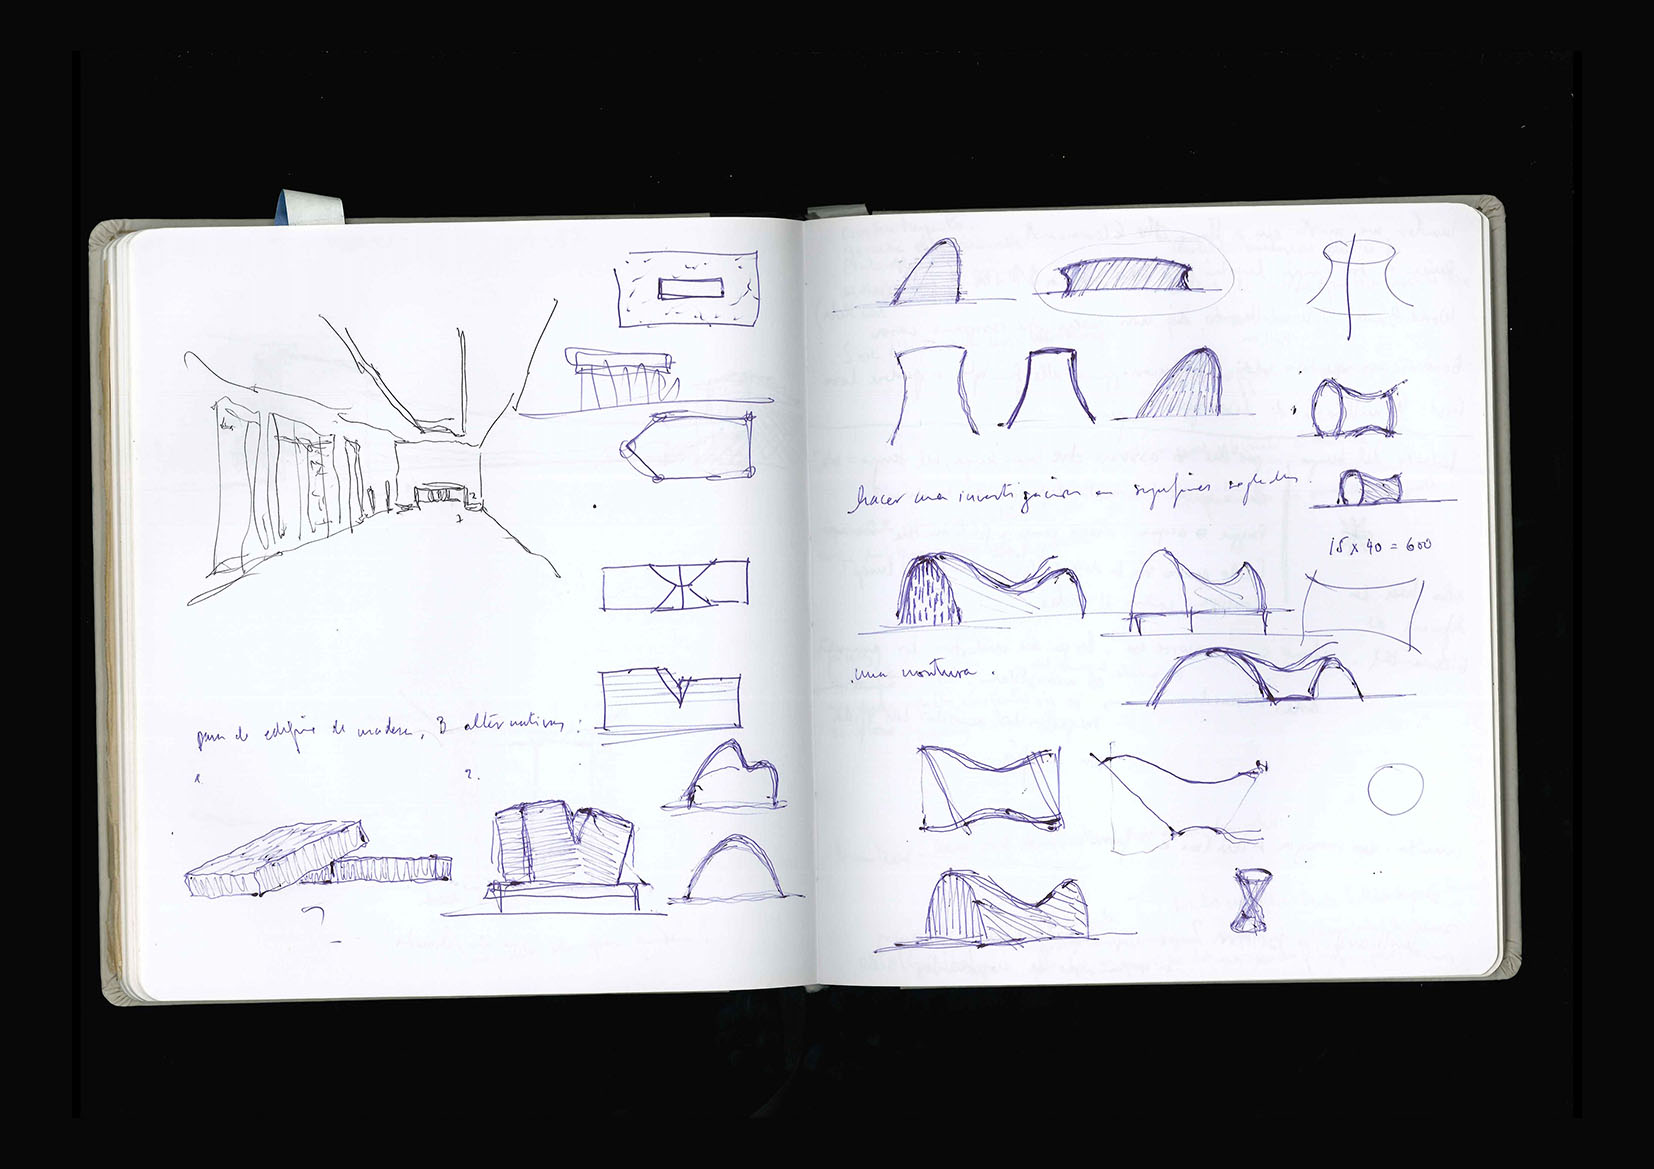 para de edificio de madera, 3 alternativas:
1.
2.
hacer una investigación en superficies regladas.
15 x 40 = 600
una montura.